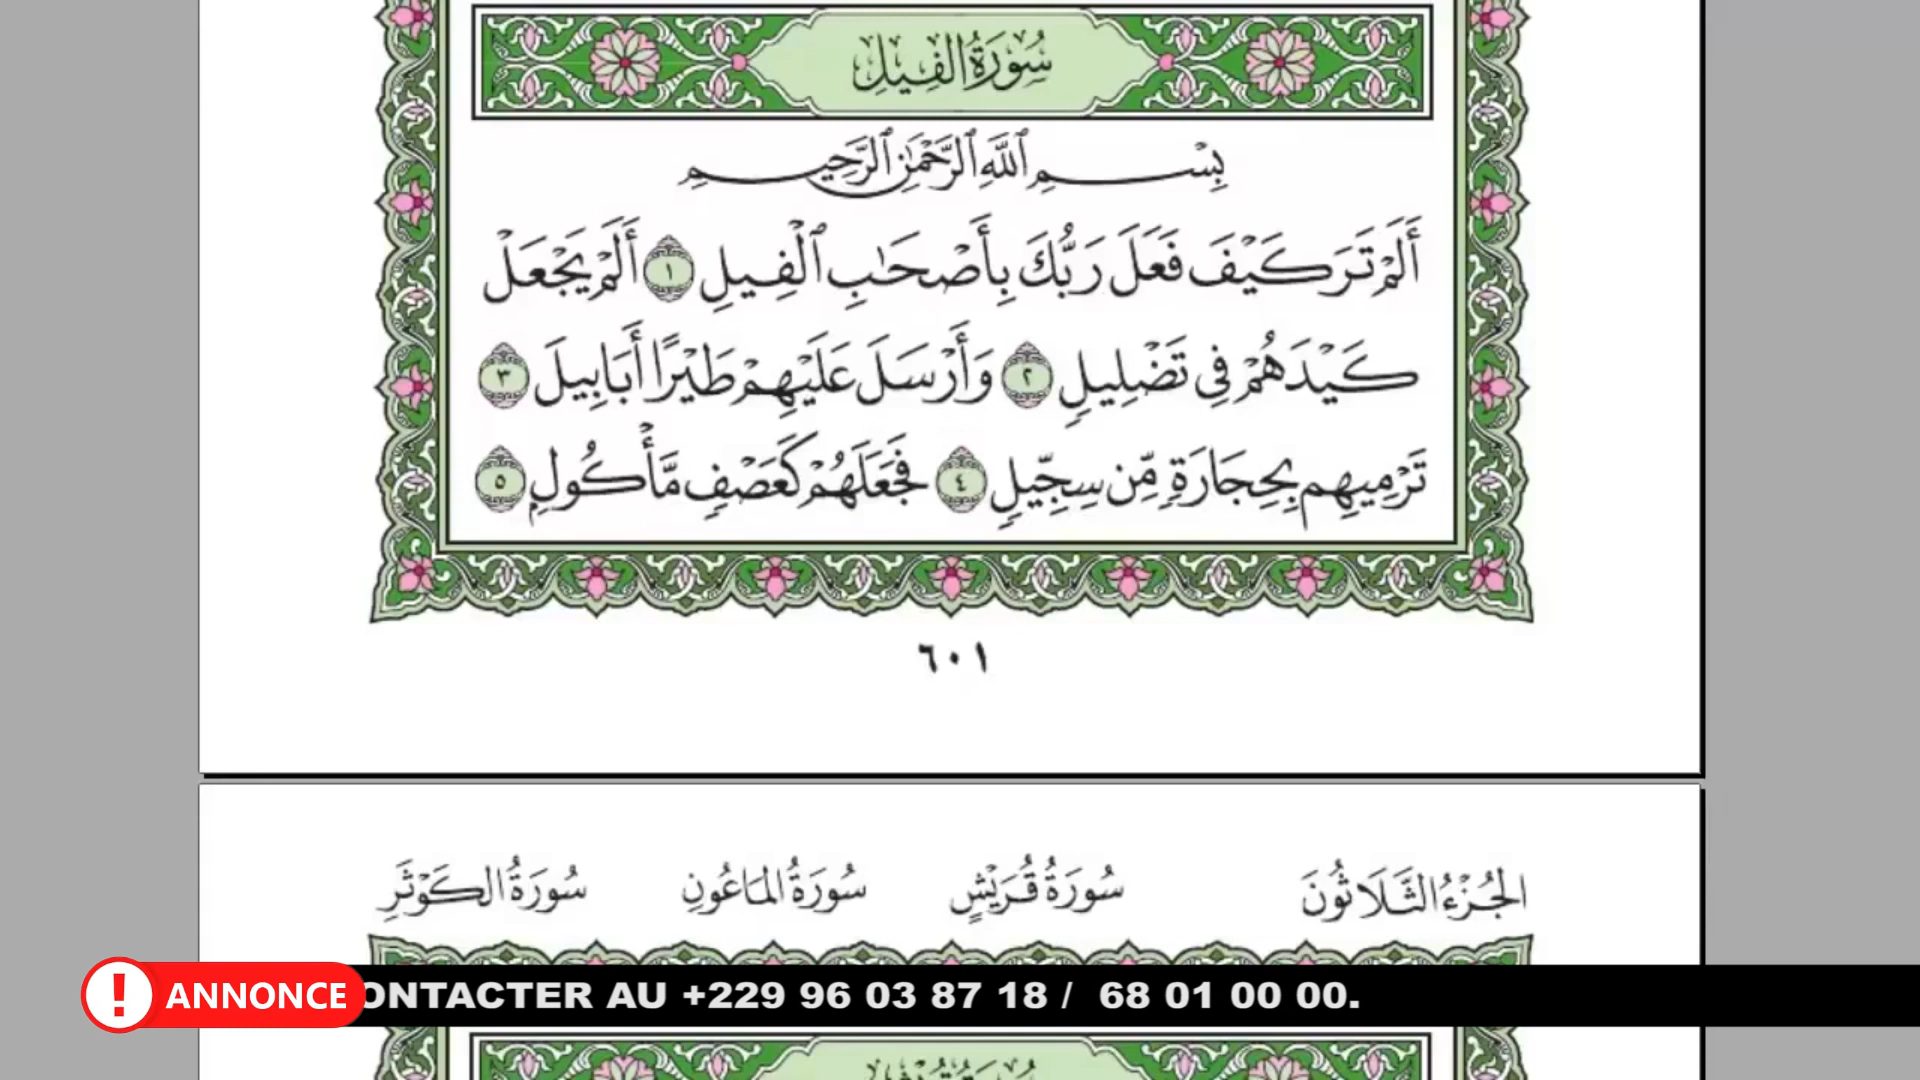 سُورَةُ الفِيلِ
بِسْمِ ٱللَّهِ ٱلرَّحْمَٰنِ ٱلرَّحِيمِ
أَلَمْ تَرَ كَيْفَ فَعَلَ رَبُّكَ بِأَصْحَٰبِ ٱلْفِيلِ ١ أَلَمْ يَجْعَلْ
كَيْدَهُمْ فِى تَضْلِيلٍ ٢ وَأَرْسَلَ عَلَيْهِمْ طَيْرًا أَبَابِيلَ ٣
تَرْمِيهِم بِحِجَارَةٍ مِّن سِجِّيلٍ ٤ فَجَعَلَهُمْ كَعَصْفٍ مَّأْكُولٍ ٥
٦٠١
الجُزْءُ الثَّلَاثُونَ سُورَةُ قُرَيْشٍ سُورَةُ المَاعُونِ سُورَةُ الكَوْثَرِ
ANNONCE ONTACTER AU +229 96 03 87 18 / 68 01 00 00.